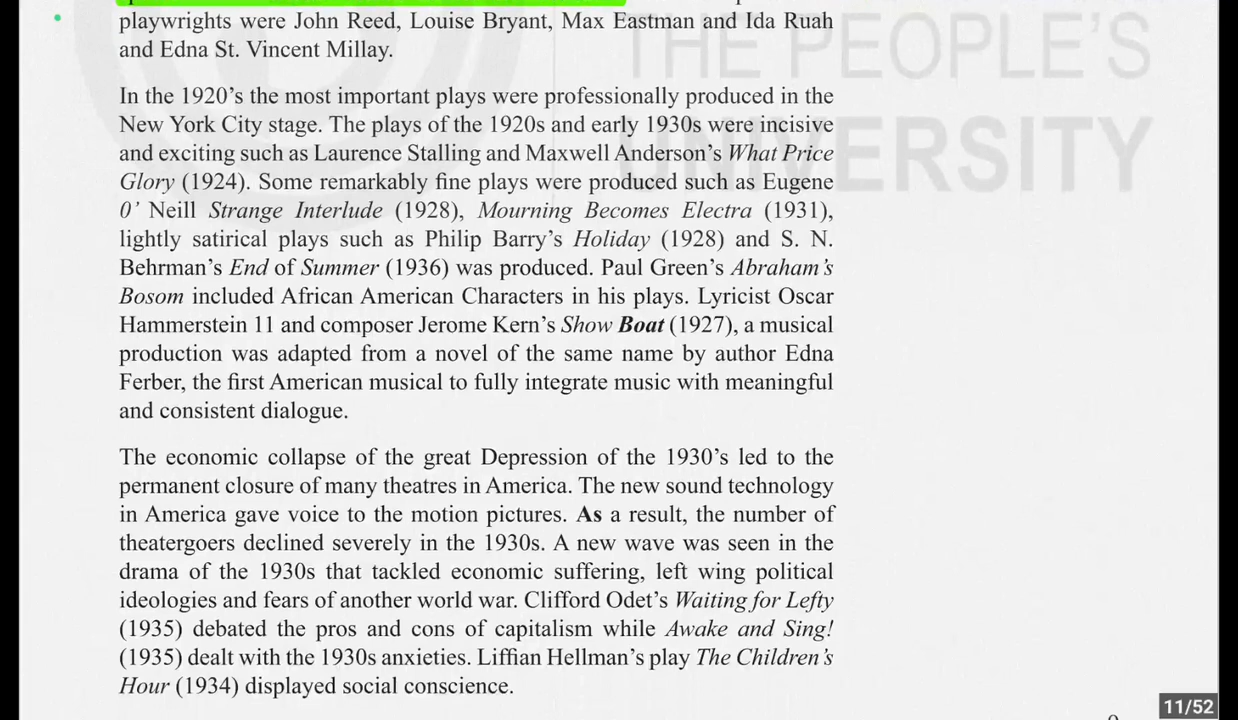 playwrights were John Reed, Louise Bryant, Max Eastman and Ida Ruah
and Edna St. Vincent Millay.
THE PEOPLE'S
UNIVERSITY
In the 1920's the most important plays were professionally produced in the
New York City stage. The plays of the 1920s and early 1930s were incisive
and exciting such as Laurence Stalling and Maxwell Anderson's What Price
Glory (1924). Some remarkably fine plays were produced such as Eugene
0' Neill Strange Interlude (1928), Mourning Becomes Electra (1931),
lightly satirical plays such as Philip Barry's Holiday (1928) and S. N.
Behrman's End of Summer (1936) was produced. Paul Green's Abraham's
Bosom included African American Characters in his plays. Lyricist Oscar
Hammerstein 11 and composer Jerome Kern's Show Boat (1927), a musical
production was adapted from a novel of the same name by author Edna
Ferber, the first American musical to fully integrate music with meaningful
and consistent dialogue.
The economic collapse of the great Depression of the 1930's led to the
permanent closure of many theatres in America. The new sound technology
in America gave voice to the motion pictures. As a result, the number of
theatergoers declined severely in the 1930s. A new wave was seen in the
drama of the 1930s that tackled economic suffering, left wing political
ideologies and fears of another world war. Clifford Odet's Waiting for Lefty
(1935) debated the pros and cons of capitalism while Awake and Sing!
(1935) dealt with the 1930s anxieties. Liffian Hellman's play The Children's
Hour (1934) displayed social conscience.
11/52